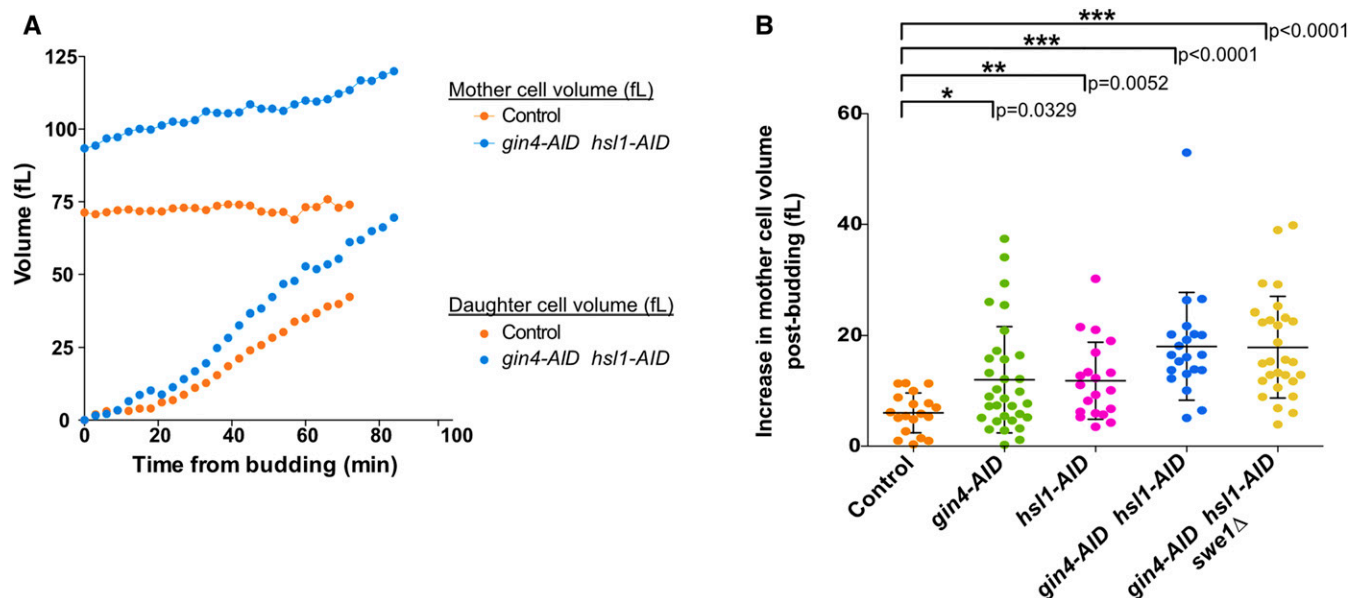 A
Volume (fL)
125
100
75
50
25
0
0
20
40
60
80
100
Time from budding (min)
Mother cell volume (fL)
Control
gin4-AID hsl1-AID
Daughter cell volume (fL)
Control
gin4-AID hsl1-AID
B
***
p<0.0001
***
p<0.0001
**
p=0.0052
*
p=0.0329
Increase in mother cell volume
post-budding (fL)
60
40
20
0
Control
gin4-AID
hsl1-AID
gin4-AID hsl1-AID
gin4-AID hsl1-AID
swe1Δ